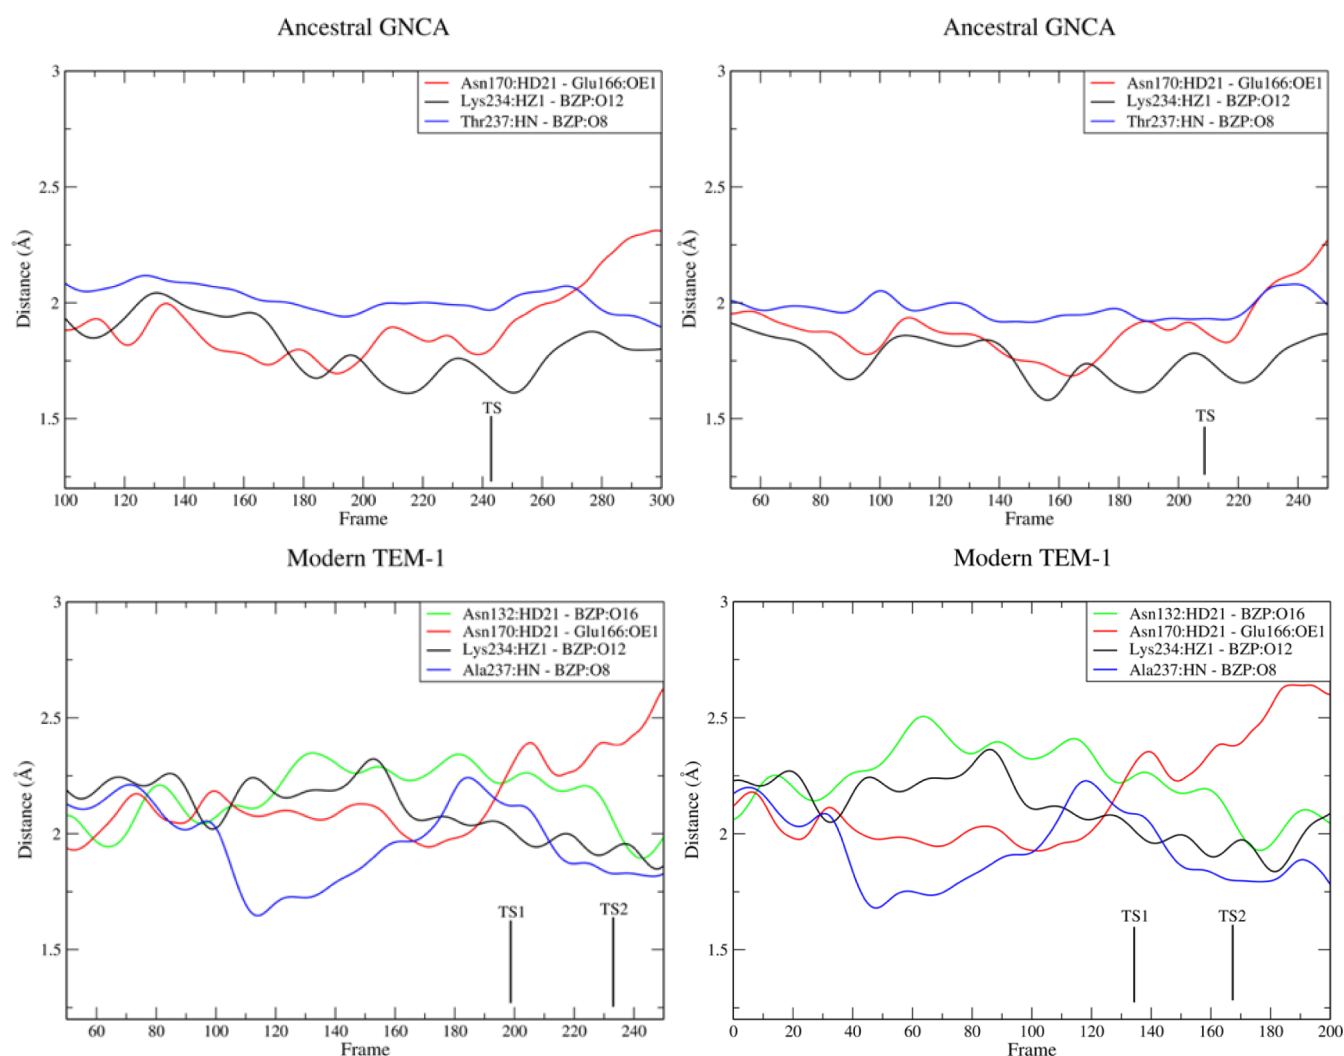 Ancestral GNCA
3
2.5
2
1.5
Distance (Å)
Asn170:HD21 - Glu166:OE1
Lys234:HZ1 - BZP:O12
Thr237:HN - BZP:O8
TS
100 120 140 160 180 200 220 240 260 280 300
Frame
Ancestral GNCA
3
2.5
2
1.5
Distance (Å)
Asn170:HD21 - Glu166:OE1
Lys234:HZ1 - BZP:O12
Thr237:HN - BZP:O8
TS
60 80 100 120 140 160 180 200 220 240
Frame
Modern TEM-1
3
2.5
2
1.5
Distance (Å)
Asn132:HD21 - BZP:O16
Asn170:HD21 - Glu166:OE1
Lys234:HZ1 - BZP:O12
Ala237:HN - BZP:O8
TS1 TS2
60 80 100 120 140 160 180 200 220 240
Frame
Modern TEM-1
3
2.5
2
1.5
Distance (Å)
Asn132:HD21 - BZP:O16
Asn170:HD21 - Glu166:OE1
Lys234:HZ1 - BZP:O12
Ala237:HN - BZP:O8
TS1 TS2
0 20 40 60 80 100 120 140 160 180 200
Frame